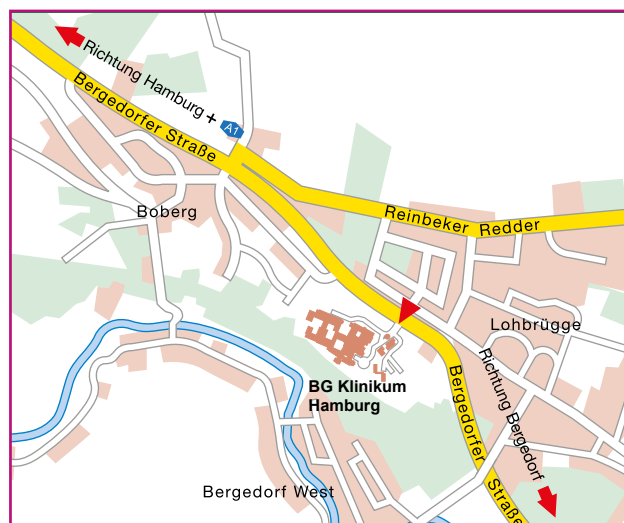 Richtung Hamburg +
A1
Bergedorfer Straße
Boberg
Reinbeker Redder
Lohbrügge
BG Klinikum
Hamburg
Bergedorfer Straße
Richtung Bergedorf
Bergedorf West